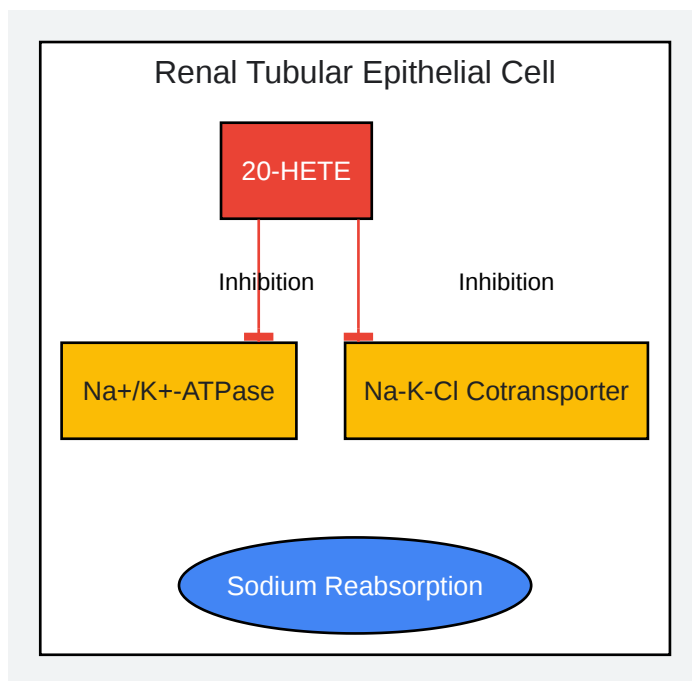 Renal Tubular Epithelial Cell
20-HETE
Inhibition
Inhibition
Na+/K+-ATPase
Na-K-Cl Cotransporter
Sodium Reabsorption